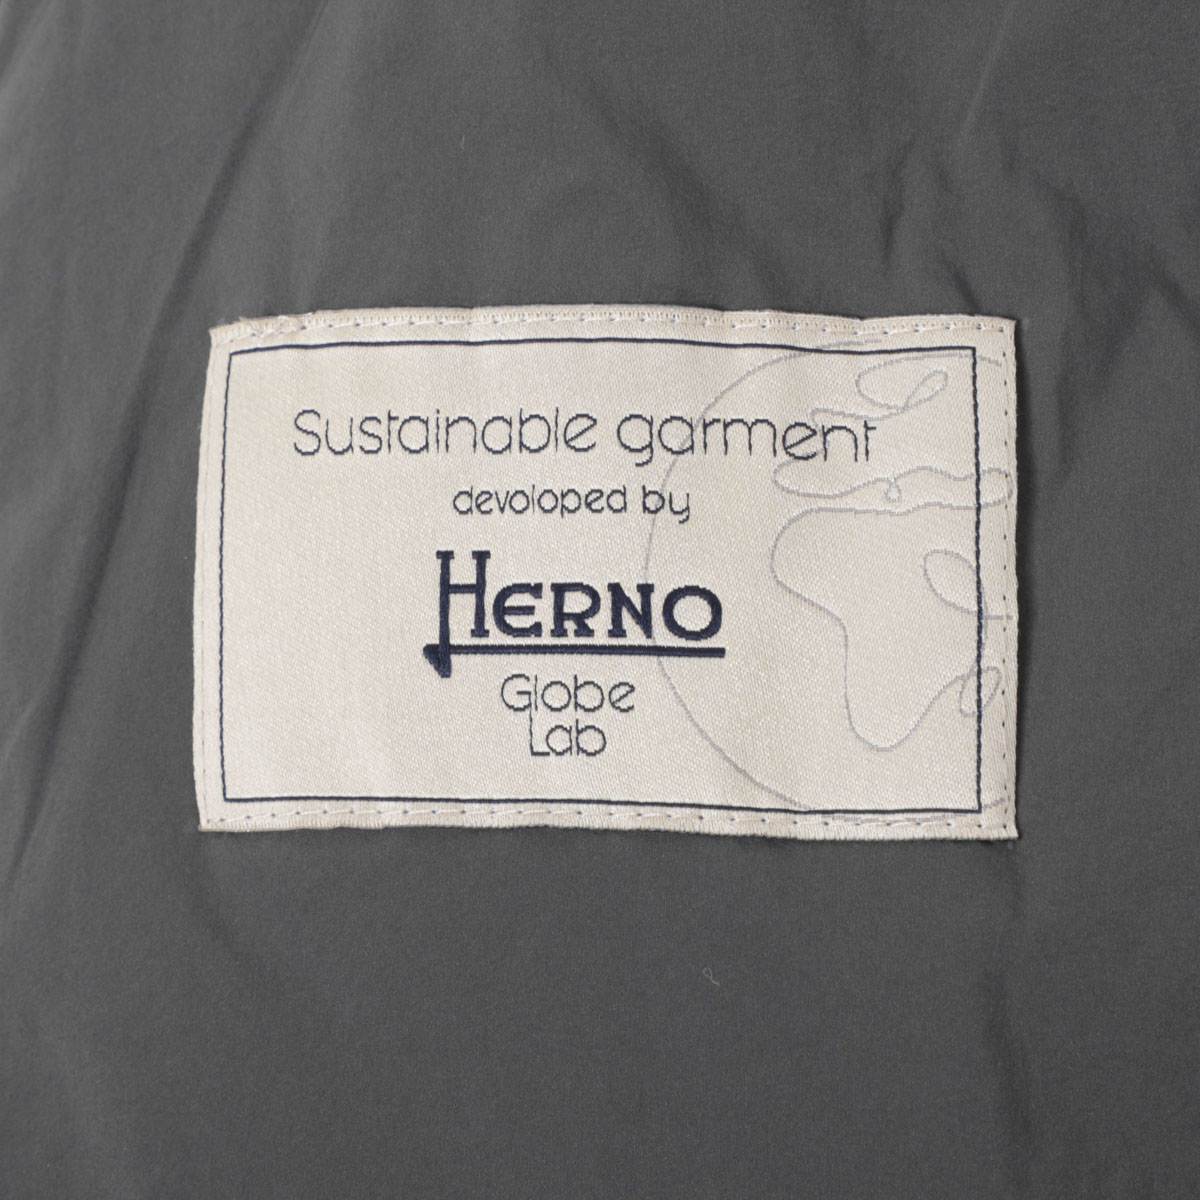 Sustainable garment
devoloped by
HERNO
Globe
Lab